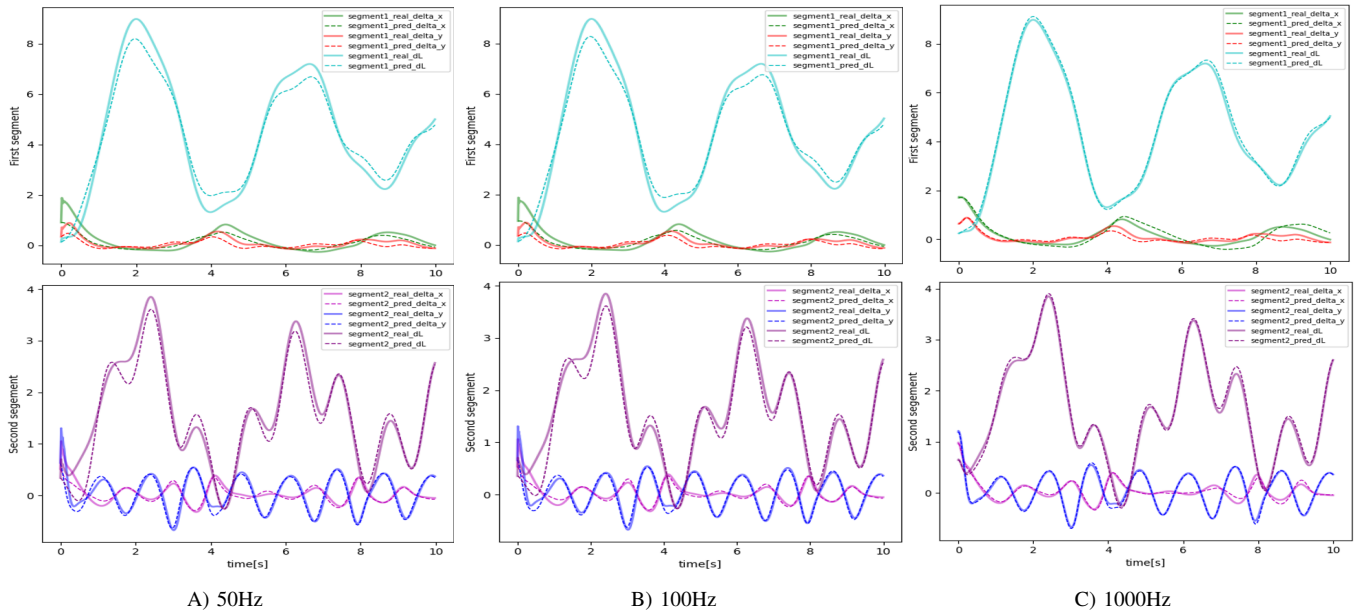 segment1_real_delta_x
segment1_pred_delta_x
segment1_real_delta_y
segment1_pred_delta_y
segment1_real_dL
segment1_pred_dL
First segment
8
6
4
2
0
0 2 4 6 8 10
segment1_real_delta_x
segment1_pred_delta_x
segment1_real_delta_y
segment1_pred_delta_y
segment1_real_dL
segment1_pred_dL
First segment
8
6
4
2
0
0 2 4 6 8 10
segment1_real_delta_x
segment1_pred_delta_x
segment1_real_delta_y
segment1_pred_delta_y
segment1_real_dL
segment1_pred_dL
First segment
8
6
4
2
0
0 2 4 6 8 10
segment2_real_delta_x
segment2_pred_delta_x
segment2_real_delta_y
segment2_pred_delta_y
segment2_real_dL
segment2_pred_dL
Second segement
4
3
2
1
0
0 2 4 6 8 10
time[s]
segment2_real_delta_x
segment2_pred_delta_x
segment2_real_delta_y
segment2_pred_delta_y
segment2_real_dL
segment2_pred_dL
Second segement
4
3
2
1
0
0 2 4 6 8 10
time[s]
segment2_real_delta_x
segment2_pred_delta_x
segment2_real_delta_y
segment2_pred_delta_y
segment2_real_dL
segment2_pred_dL
Second segement
4
3
2
1
0
0 2 4 6 8 10
time[s]
A) 50Hz
B) 100Hz
C) 1000Hz